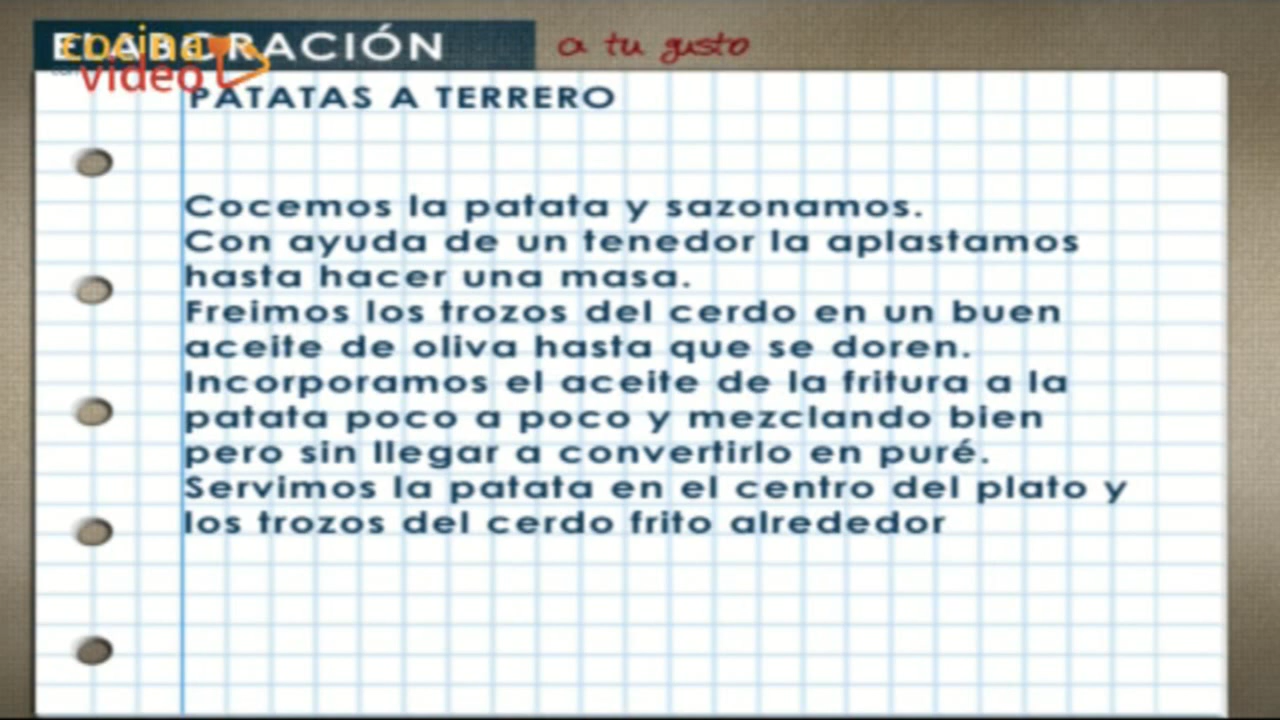 ELABORACIÓN a tu gusto
cocina
video
PATATAS A TERRERO
Cocemos la patata y sazonamos.
Con ayuda de un tenedor la aplastamos
hasta hacer una masa.
Freimos los trozos del cerdo en un buen
aceite de oliva hasta que se doren.
Incorporamos el aceite de la fritura a la
patata poco a poco y mezclando bien
pero sin llegar a convertirlo en puré.
Servimos la patata en el centro del plato y
los trozos del cerdo frito alrededor